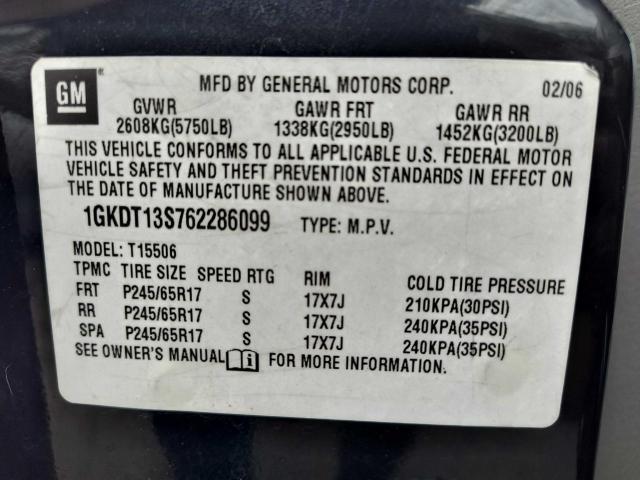 GM
MFD BY GENERAL MOTORS CORP. 02/06
GVWR GAWR FRT GAWR RR
2608KG(5750LB) 1338KG(2950LB) 1452KG(3200LB)
THIS VEHICLE CONFORMS TO ALL APPLICABLE U.S. FEDERAL MOTOR
VEHICLE SAFETY AND THEFT PREVENTION STANDARDS IN EFFECT ON
THE DATE OF MANUFACTURE SHOWN ABOVE.
1GKDT13S762286099 TYPE: M.P.V.
MODEL: T15506
TPMC TIRE SIZE SPEED RTG RIM COLD TIRE PRESSURE
FRT P245/65R17 S 17X7J 210KPA(30PSI)
RR P245/65R17 S 17X7J 240KPA(35PSI)
SPA P245/65R17 S 17X7J 240KPA(35PSI)
SEE OWNER'S MANUAL i FOR MORE INFORMATION.